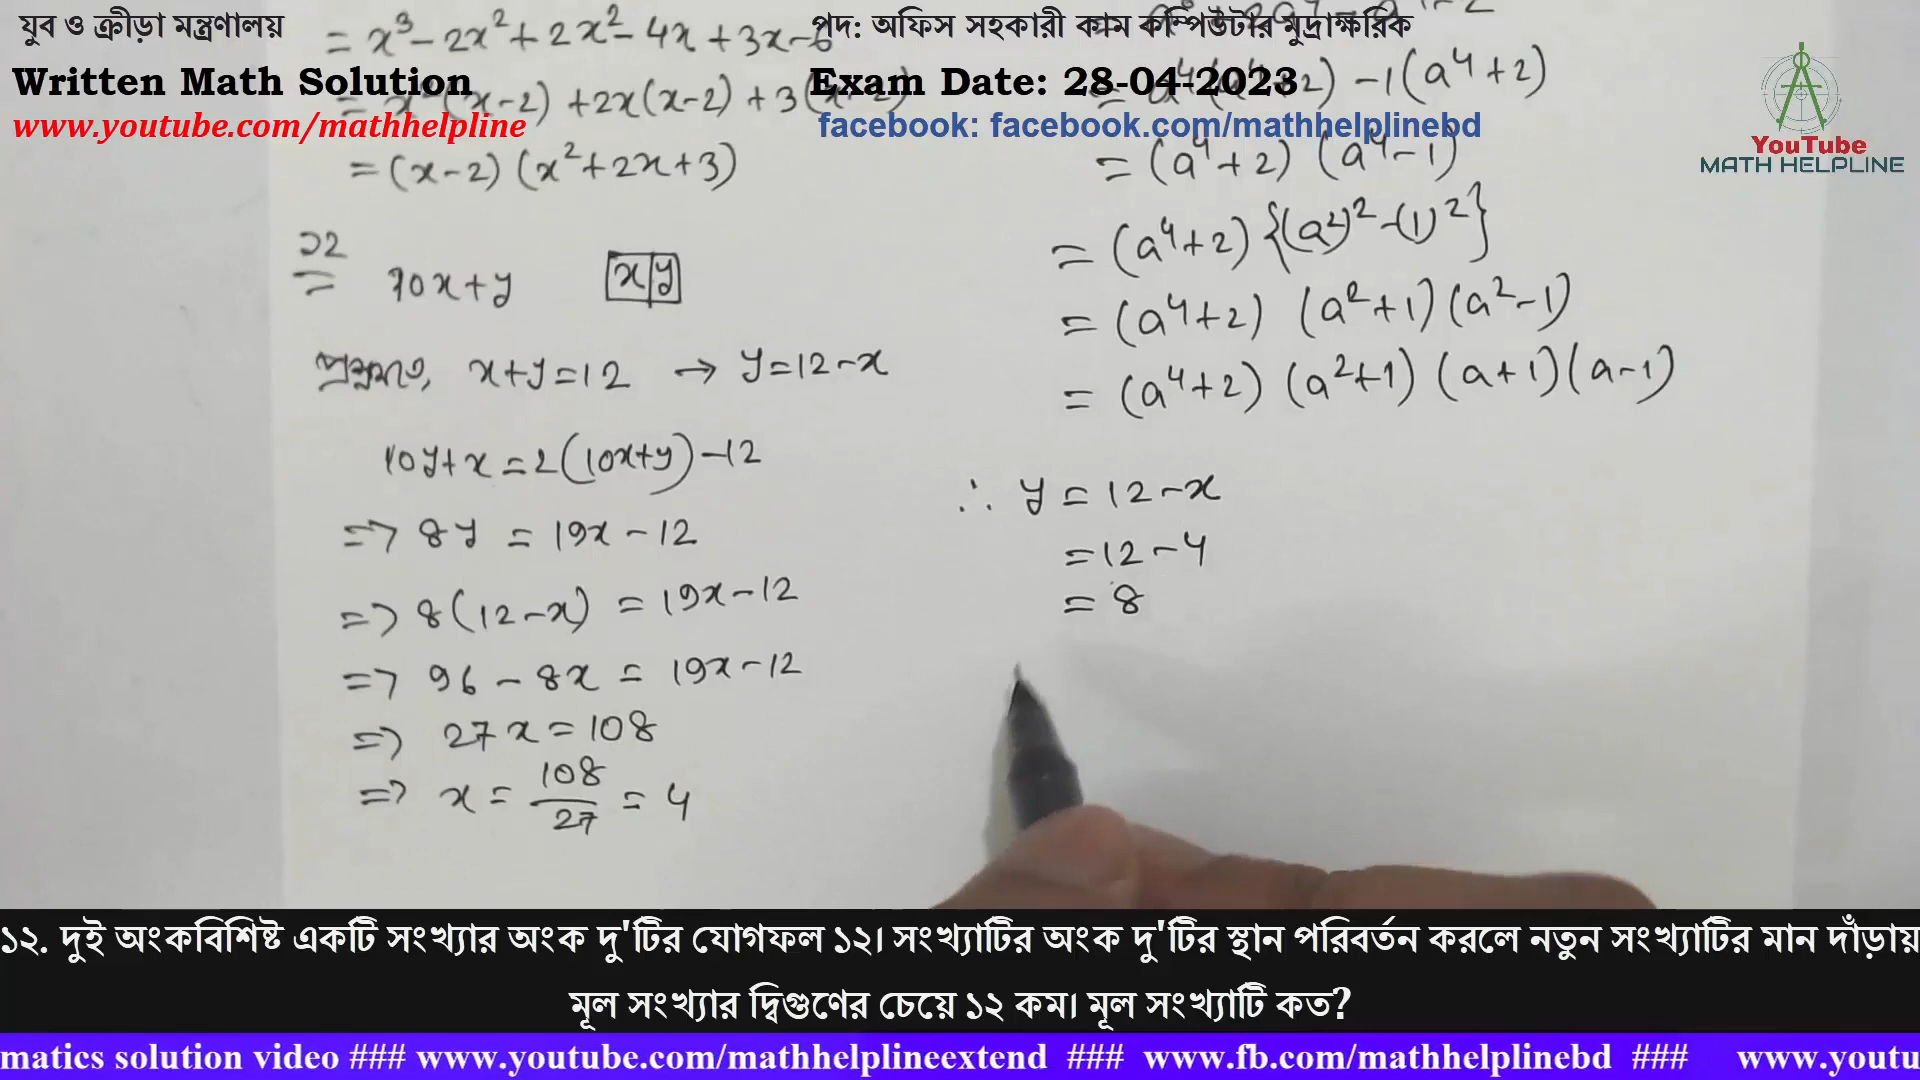 যুব ও ক্রীড়া মন্ত্রণালয়
পদ: অফিস সহকারী কাম কম্পিউটার মুদ্রাক্ষরিক
Written Math Solution
Exam Date: 28-04-2023
www.youtube.com/mathhelpline
facebook: facebook.com/mathhelplinebd
YouTube
MATH HELPLINE
= x³ - 2x² + 2x² - 4x + 3x - 6
(x-2) + 2x(x-2) + 3
= (x-2) (x² + 2x + 3)
১২
10x + y
x y
প্রশ্নমতে, x + y = 12 → y = 12 - x
10y + x = 2(10x + y) - 12
=> 8y = 19x - 12
=> 8(12 - x) = 19x - 12
=> 96 - 8x = 19x - 12
=> 27x = 108
=> x = 108/27 = 4
- 1(a⁴ + 2)
= (a⁴ + 2) (a⁴ - 1)
= (a⁴ + 2) {(a²)² - (1)²}
= (a⁴ + 2) (a² + 1) (a² - 1)
= (a⁴ + 2) (a² + 1) (a + 1) (a - 1)
∴ y = 12 - x
= 12 - 4
= 8
১২. দুই অংকবিশিষ্ট একটি সংখ্যার অংক দু'টির যোগফল ১২। সংখ্যাটির অংক দু'টির স্থান পরিবর্তন করলে নতুন সংখ্যাটির মান দাঁড়ায়
মূল সংখ্যার দ্বিগুণের চেয়ে ১২ কম। মূল সংখ্যাটি কত?
matics solution video ### www.youtube.com/mathhelplineextend ### www.fb.com/mathhelplinebd ### www.youtu